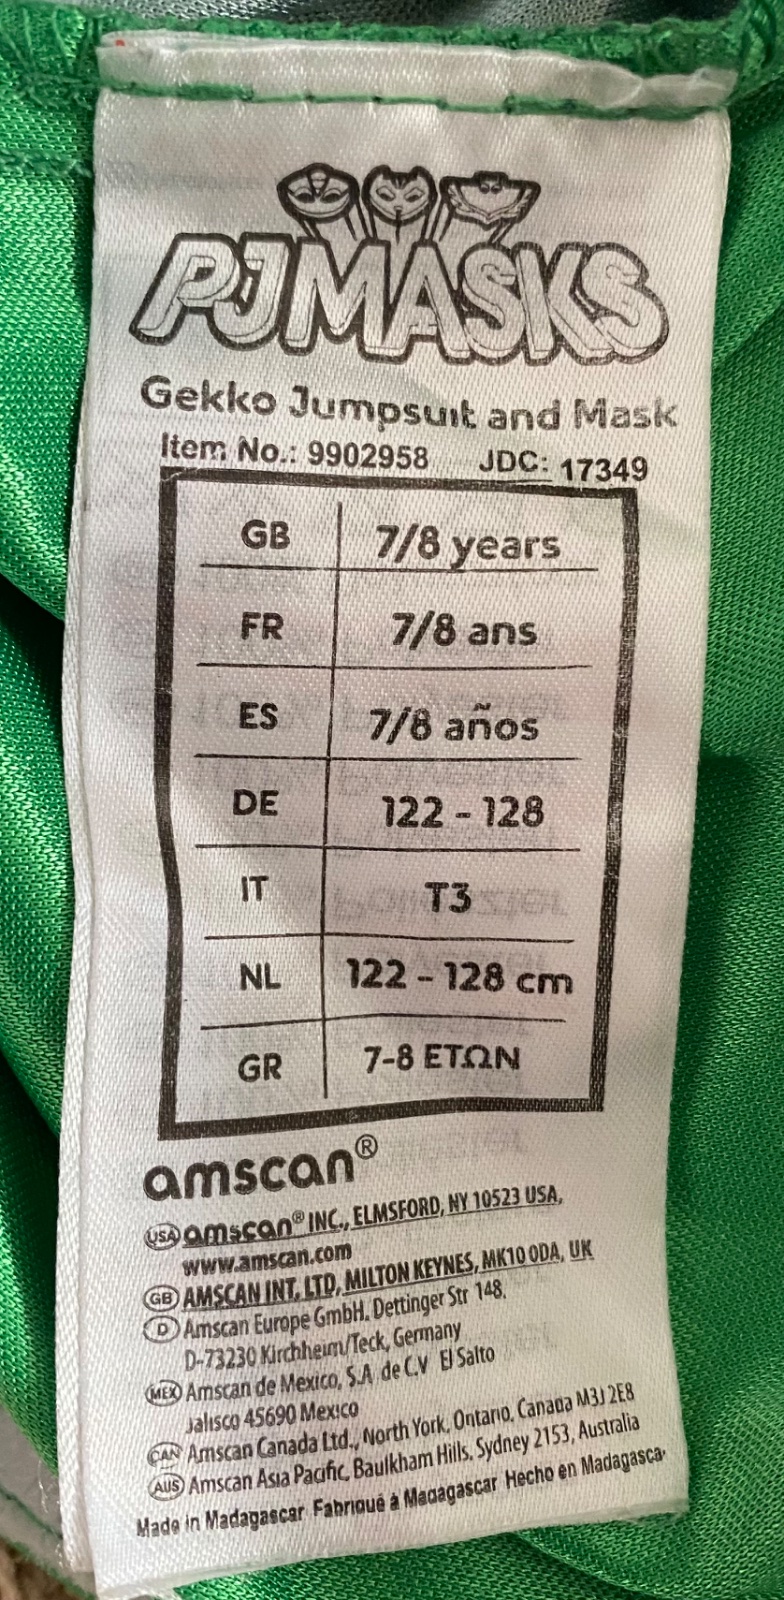 PJMASKS
Gekko Jumpsuit and Mask
Item No.: 9902958 JDC: 17349
GB 7/8 years
FR 7/8 ans
ES 7/8 años
DE 122 - 128
IT T3
NL 122 - 128 cm
GR 7-8 ΕΤΩΝ
amscan®
USA amscan® INC., ELMSFORD, NY 10523 USA,
www.amscan.com
GB AMSCAN INT. LTD, MILTON KEYNES, MK10 0DA, UK
D Amscan Europe GmbH. Dettinger Str 148,
D-73230 Kirchheim/Teck, Germany
MEX Amscan de Mexico, S.A de C.V El Salto
Jalisco 45690 Mexico
CAN Amscan Canada Ltd., North York, Ontario, Canada M3J 2E8
AUS Amscan Asia Pacific, Baulkham Hills, Sydney 2153, Australia
Made in Madagascar Fabriqué à Madagascar Hecho en Madagascar